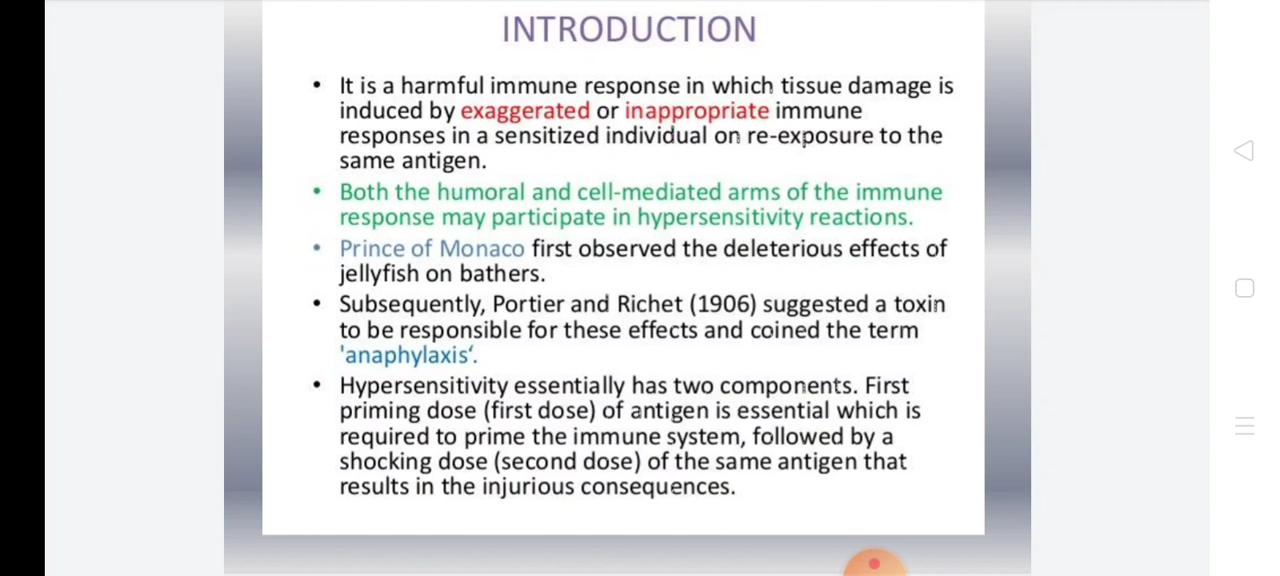 INTRODUCTION
• It is a harmful immune response in which tissue damage is
induced by exaggerated or inappropriate immune
responses in a sensitized individual on re-exposure to the
same antigen.
• Both the humoral and cell-mediated arms of the immune
response may participate in hypersensitivity reactions.
• Prince of Monaco first observed the deleterious effects of
jellyfish on bathers.
• Subsequently, Portier and Richet (1906) suggested a toxin
to be responsible for these effects and coined the term
'anaphylaxis‘.
• Hypersensitivity essentially has two components. First
priming dose (first dose) of antigen is essential which is
required to prime the immune system, followed by a
shocking dose (second dose) of the same antigen that
results in the injurious consequences.